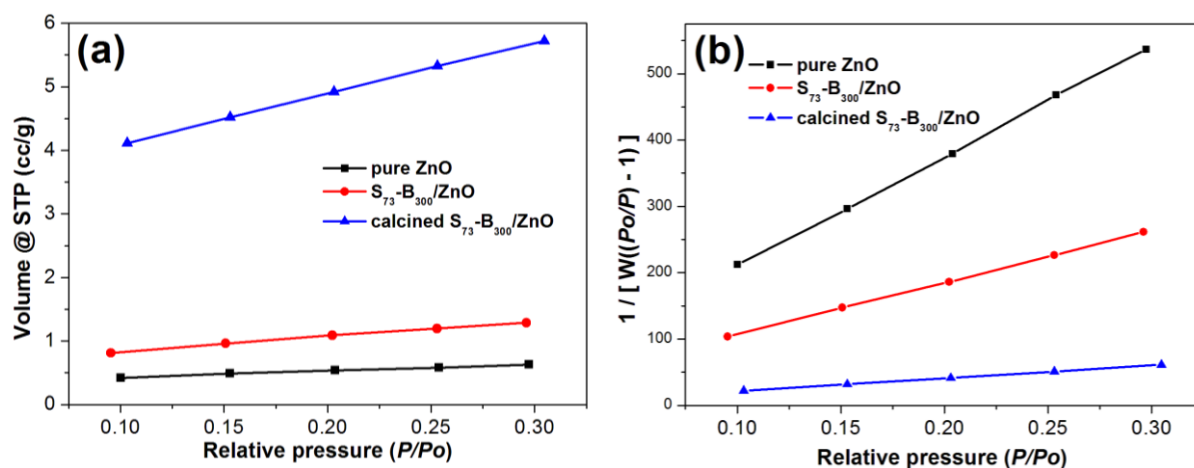 (a)
Volume @ STP (cc/g)
6
5
4
3
2
1
0
pure ZnO
S73-B300/ZnO
calcined S73-B300/ZnO
0.10 0.15 0.20 0.25 0.30
Relative pressure (P/Po)
(b)
1 / [ W((Po/P) - 1) ]
500
400
300
200
100
0
pure ZnO
S73-B300/ZnO
calcined S73-B300/ZnO
0.10 0.15 0.20 0.25 0.30
Relative pressure (P/Po)